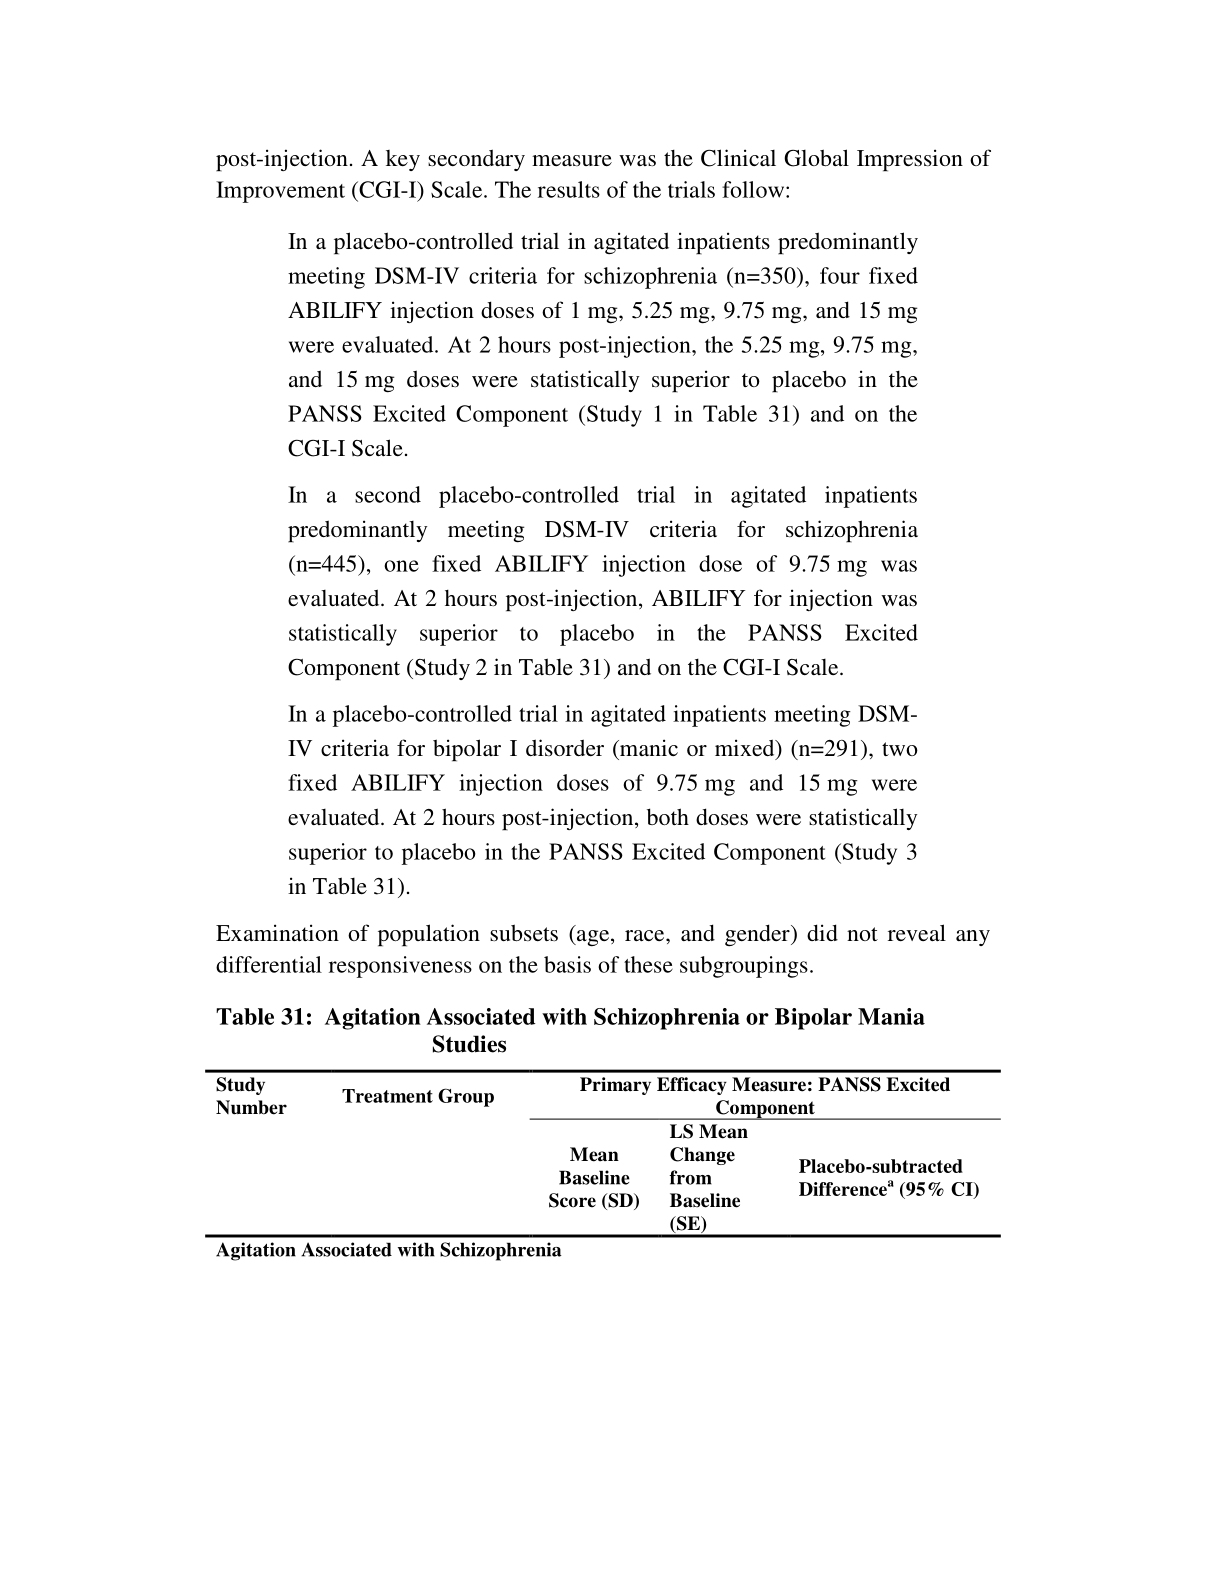 post-injection. A key secondary measure was the Clinical Global Impression of
Improvement (CGI-I) Scale. The results of the trials follow:
In a placebo-controlled trial in agitated inpatients predominantly
meeting DSM-IV criteria for schizophrenia (n=350), four fixed
ABILIFY injection doses of 1 mg, 5.25 mg, 9.75 mg, and 15 mg
were evaluated. At 2 hours post-injection, the 5.25 mg, 9.75 mg,
and 15 mg doses were statistically superior to placebo in the
PANSS Excited Component (Study 1 in Table 31) and on the
CGI-I Scale.
In a second placebo-controlled trial in agitated inpatients
predominantly meeting DSM-IV criteria for schizophrenia
(n=445), one fixed ABILIFY injection dose of 9.75 mg was
evaluated. At 2 hours post-injection, ABILIFY for injection was
statistically superior to placebo in the PANSS Excited
Component (Study 2 in Table 31) and on the CGI-I Scale.
In a placebo-controlled trial in agitated inpatients meeting DSM-
IV criteria for bipolar I disorder (manic or mixed) (n=291), two
fixed ABILIFY injection doses of 9.75 mg and 15 mg were
evaluated. At 2 hours post-injection, both doses were statistically
superior to placebo in the PANSS Excited Component (Study 3
in Table 31).
Examination of population subsets (age, race, and gender) did not reveal any
differential responsiveness on the basis of these subgroupings.
Table 31: Agitation Associated with Schizophrenia or Bipolar Mania
Studies
Study
Number
Treatment Group
Primary Efficacy Measure: PANSS Excited
Component
Mean
Baseline
Score (SD)
LS Mean
Change
from
Baseline
(SE)
Placebo-subtracted
Differenceᵃ (95% CI)
Agitation Associated with Schizophrenia